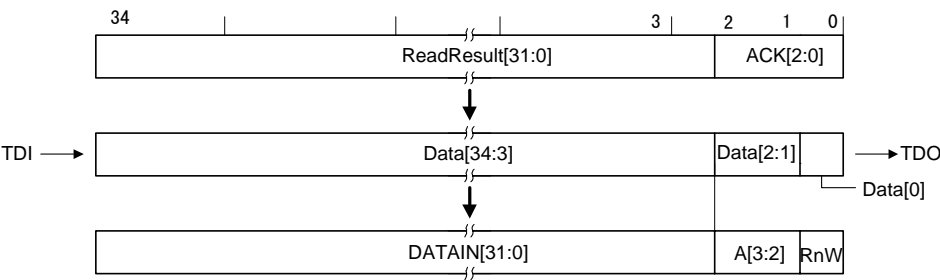 34 3 2 1 0
ReadResult[31:0] ACK[2:0]
TDI Data[34:3] Data[2:1] TDO
Data[0]
DATAIN[31:0] A[3:2] RnW